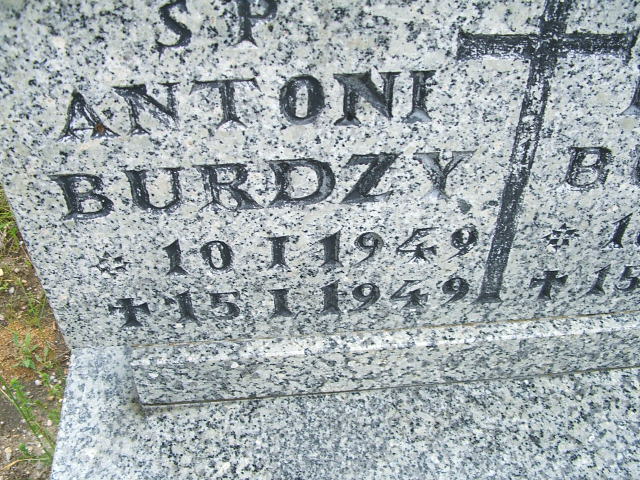 SP
ANTONI
BURDZY
* 10 I 1949
✝ 15 I 1949